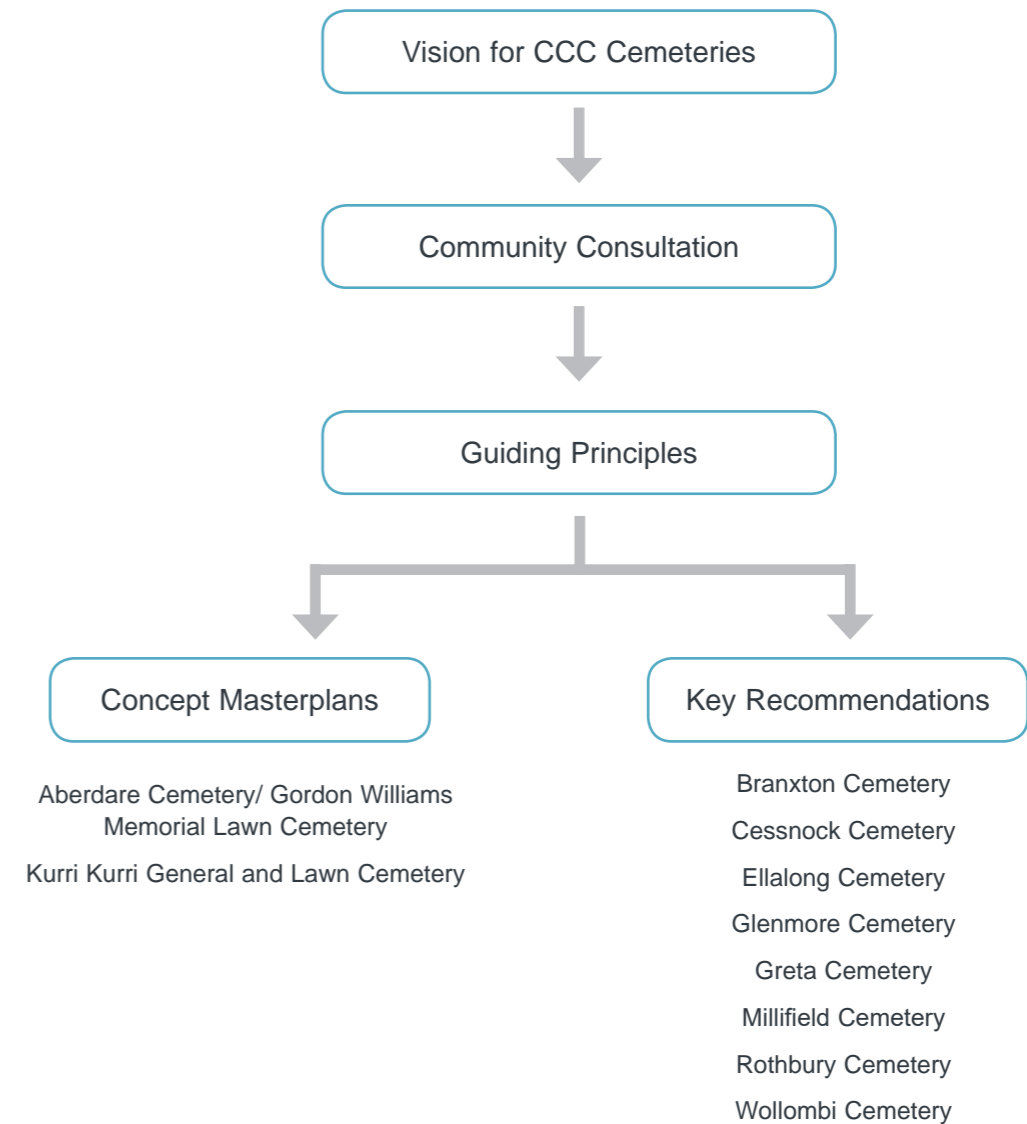 Vision for CCC Cemeteries
Community Consultation
Guiding Principles
Concept Masterplans
Aberdare Cemetery/ Gordon Williams
Memorial Lawn Cemetery
Kurri Kurri General and Lawn Cemetery
Key Recommendations
Branxton Cemetery
Cessnock Cemetery
Ellalong Cemetery
Glenmore Cemetery
Greta Cemetery
Millifield Cemetery
Rothbury Cemetery
Wollombi Cemetery